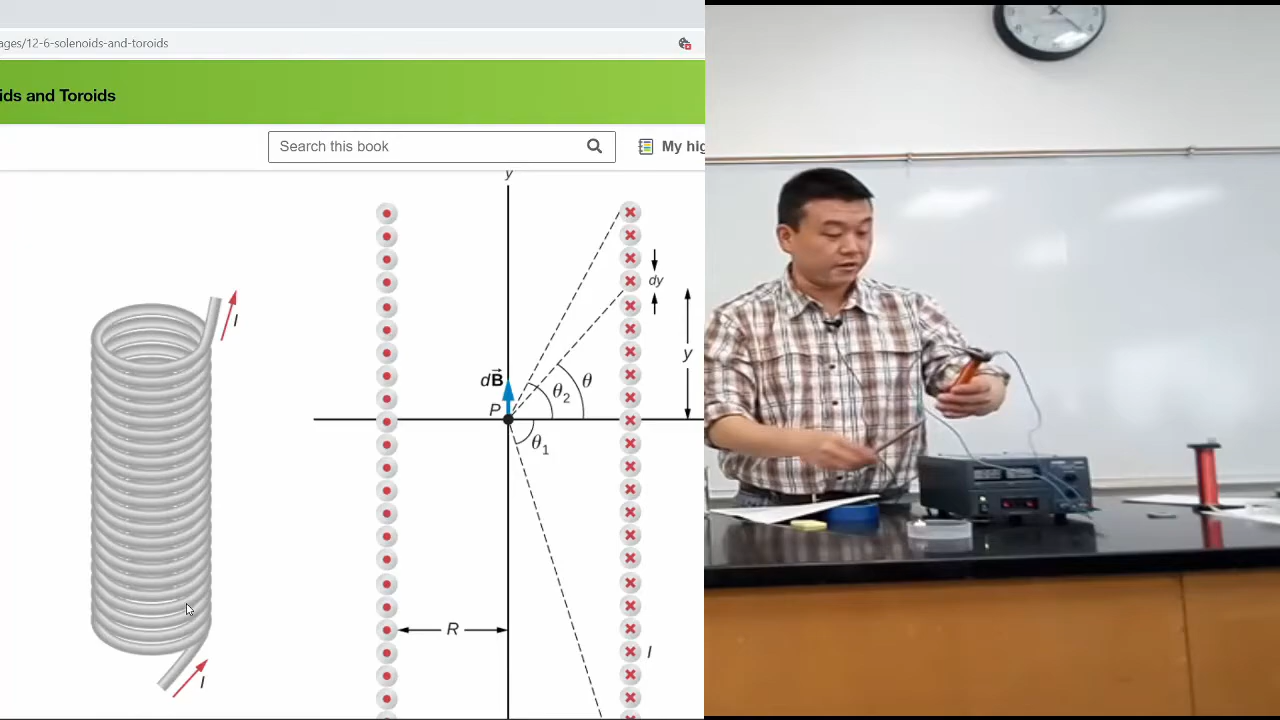 ages/12-6-solenoids-and-toroids
ids and Toroids
Search this book
My hig
y
dy
y
dB⃗
P
θ
θ₂
θ₁
R
I
I
I